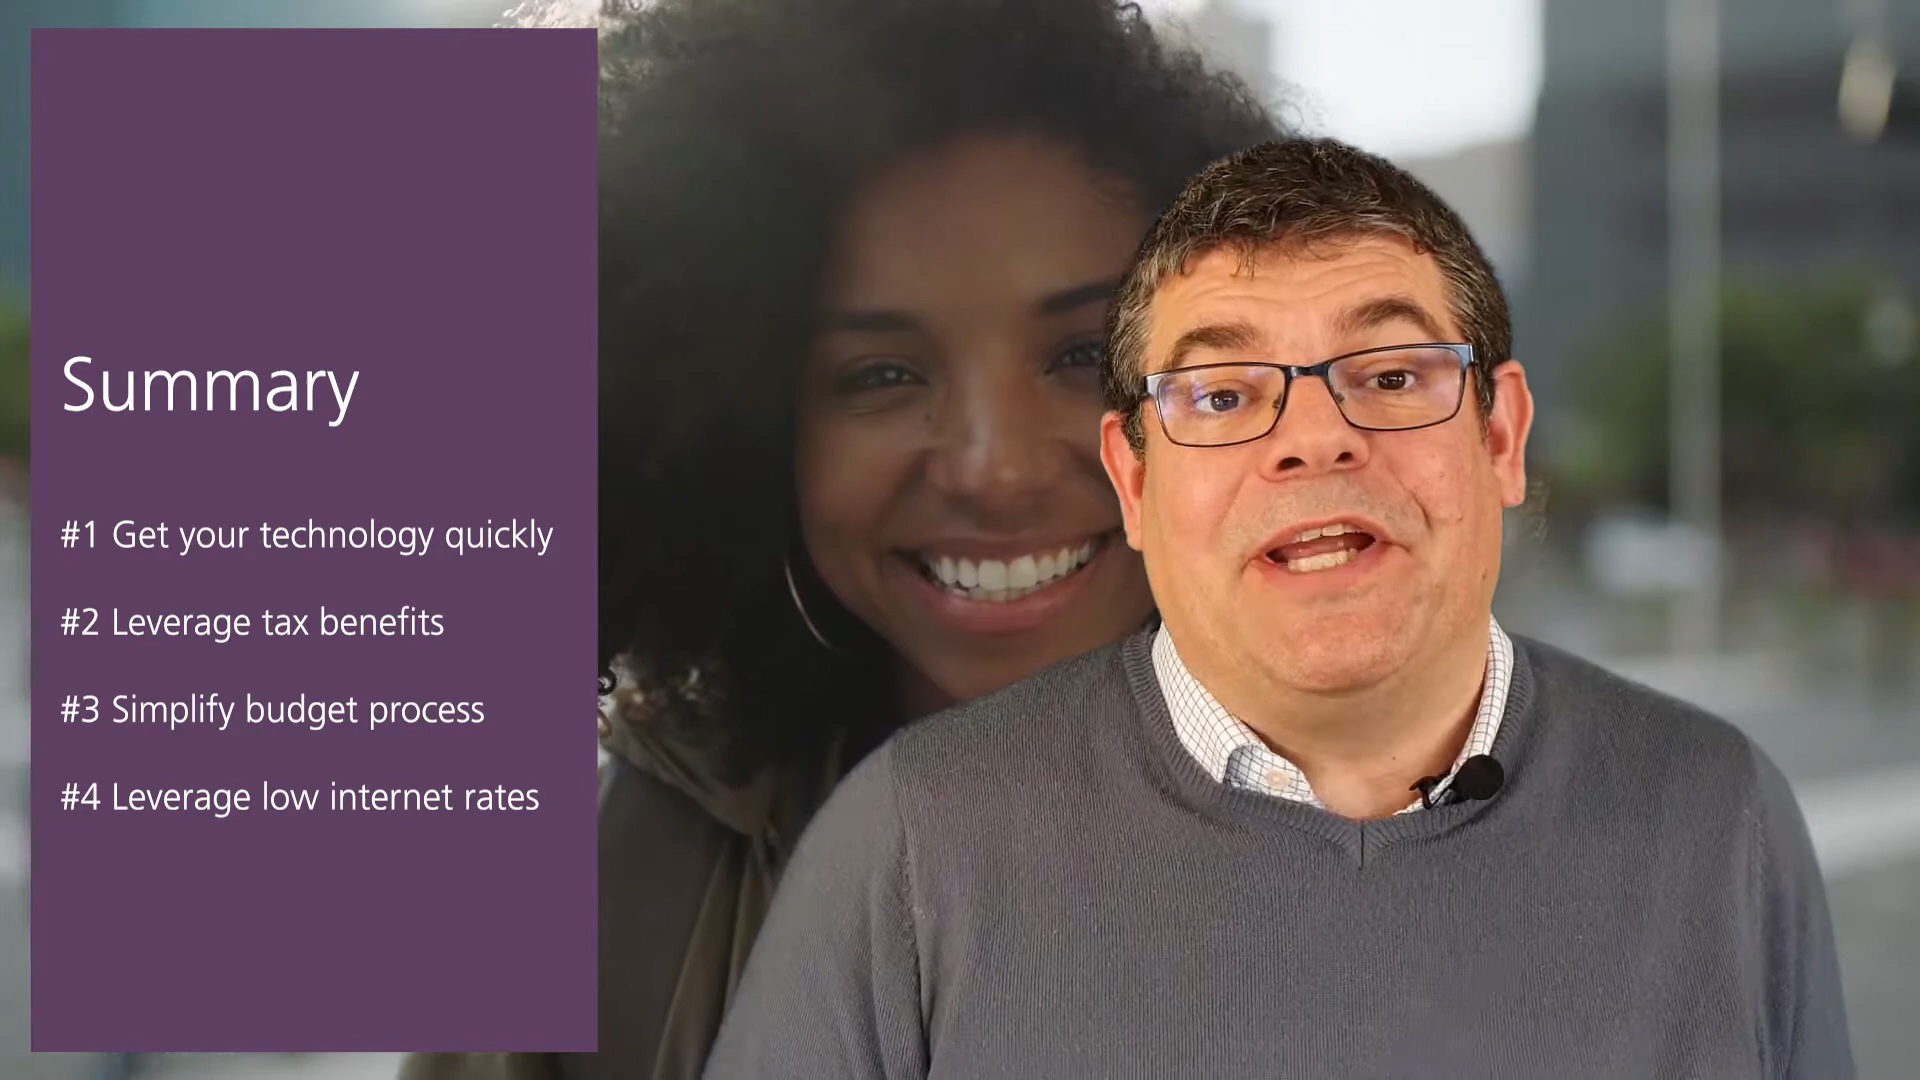 Summary
#1 Get your technology quickly
#2 Leverage tax benefits
#3 Simplify budget process
#4 Leverage low internet rates